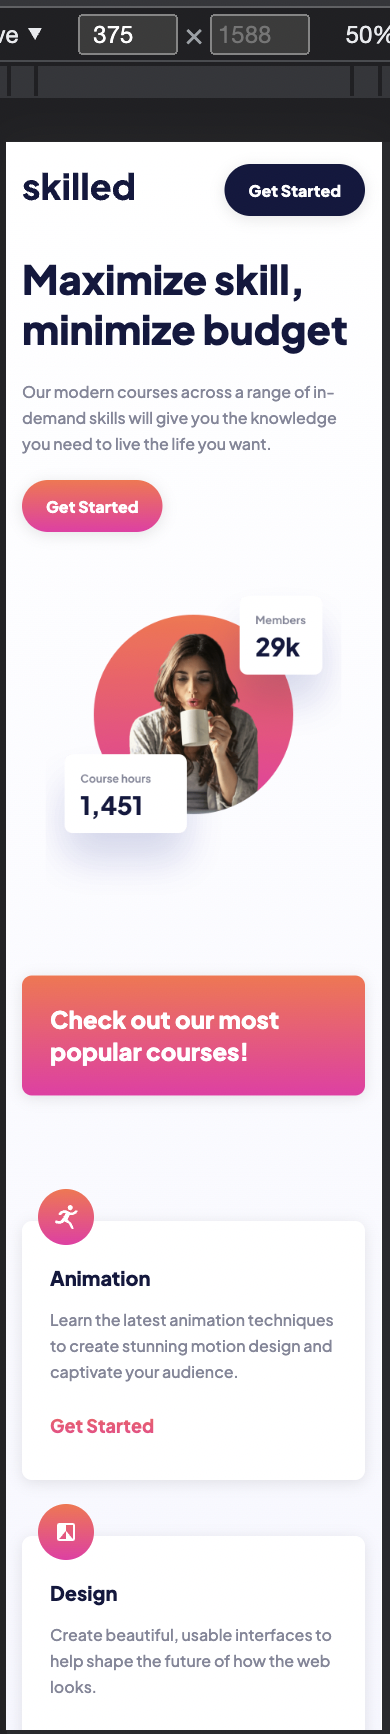 375 × 1588 50%
skilled
Get Started
Maximize skill,
minimize budget
Our modern courses across a range of in-
demand skills will give you the knowledge
you need to live the life you want.
Get Started
Members
29k
Course hours
1,451
Check out our most
popular courses!
Animation
Learn the latest animation techniques
to create stunning motion design and
captivate your audience.
Get Started
Design
Create beautiful, usable interfaces to
help shape the future of how the web
looks.